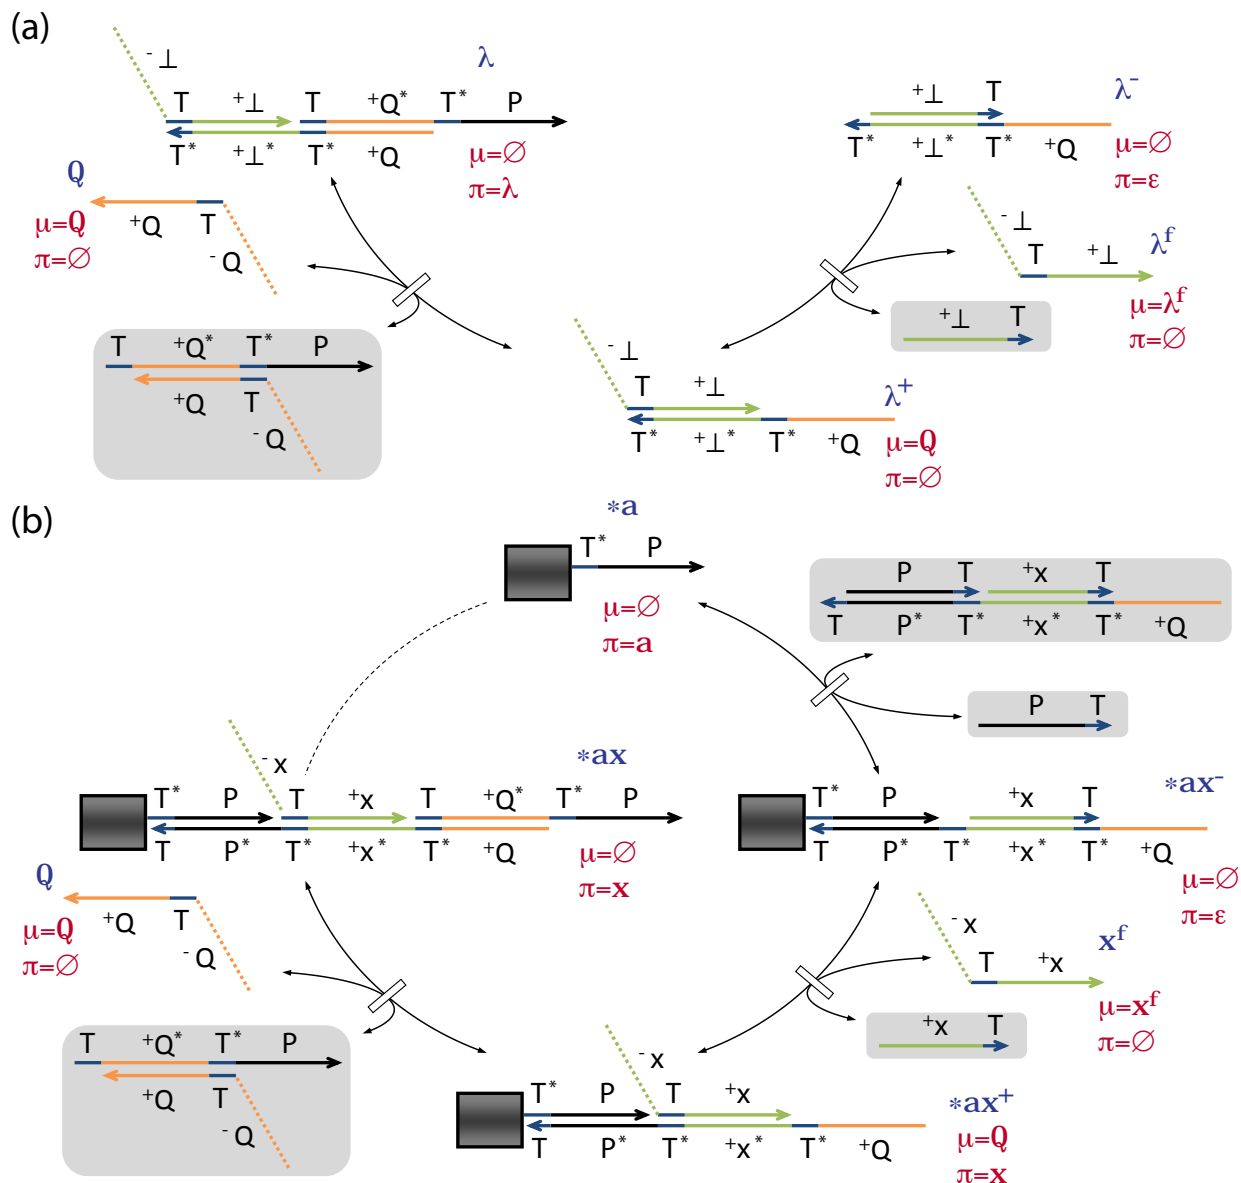 (a)
- ⊥
λ
T +⊥ T +Q* T* P
T* +⊥* T* +Q
μ=∅
π=λ
+⊥ T
λ-
T* +⊥* T* +Q
μ=∅
π=ε
Q
+Q T
μ=Q
π=∅
- Q
- ⊥
T +⊥
λf
μ=λf
π=∅
+⊥ T
T +Q* T* P
+Q T
- Q
- ⊥
T +⊥
λ+
T* +⊥* T* +Q
μ=Q
π=∅
(b)
*a
T* P
μ=∅
π=a
P T +x T
T P* T* +x* T* +Q
P T
- x
*ax
T* P T +x T +Q* T* P
T P* T* +x* T* +Q
μ=∅
π=x
*ax-
T* P +x T
T P* T* +x* T* +Q
μ=∅
π=ε
Q
+Q T
μ=Q
π=∅
- Q
- x
T +x
xf
μ=xf
π=∅
+x T
T +Q* T* P
+Q T
- Q
- x
T* P T +x
T P* T* +x* T* +Q
*ax+
μ=Q
π=x